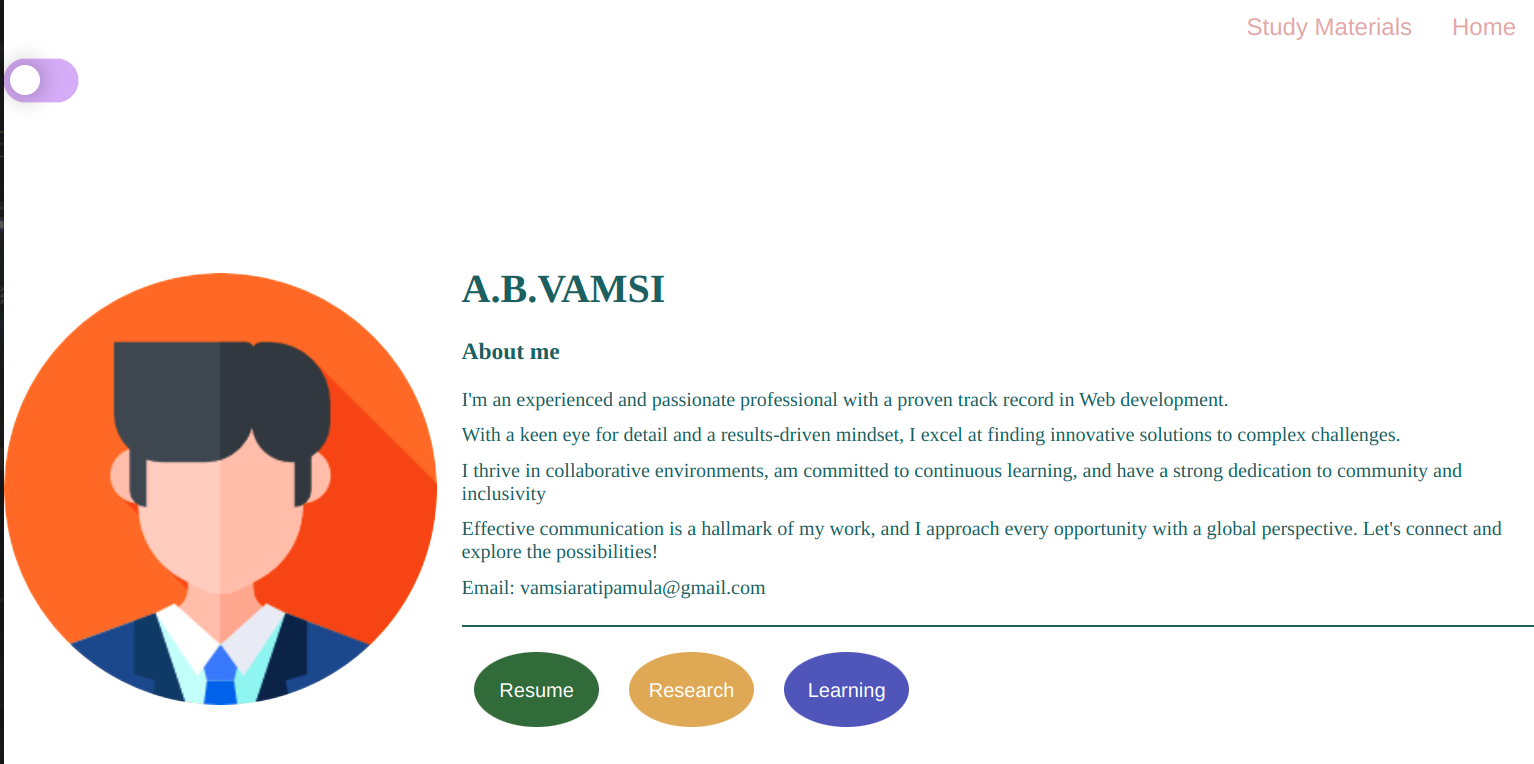 Study Materials Home
A.B.VAMSI
About me
I'm an experienced and passionate professional with a proven track record in Web development.
With a keen eye for detail and a results-driven mindset, I excel at finding innovative solutions to complex challenges.
I thrive in collaborative environments, am committed to continuous learning, and have a strong dedication to community and
inclusivity
Effective communication is a hallmark of my work, and I approach every opportunity with a global perspective. Let's connect and
explore the possibilities!
Email: vamsiaratipamula@gmail.com
Resume Research Learning